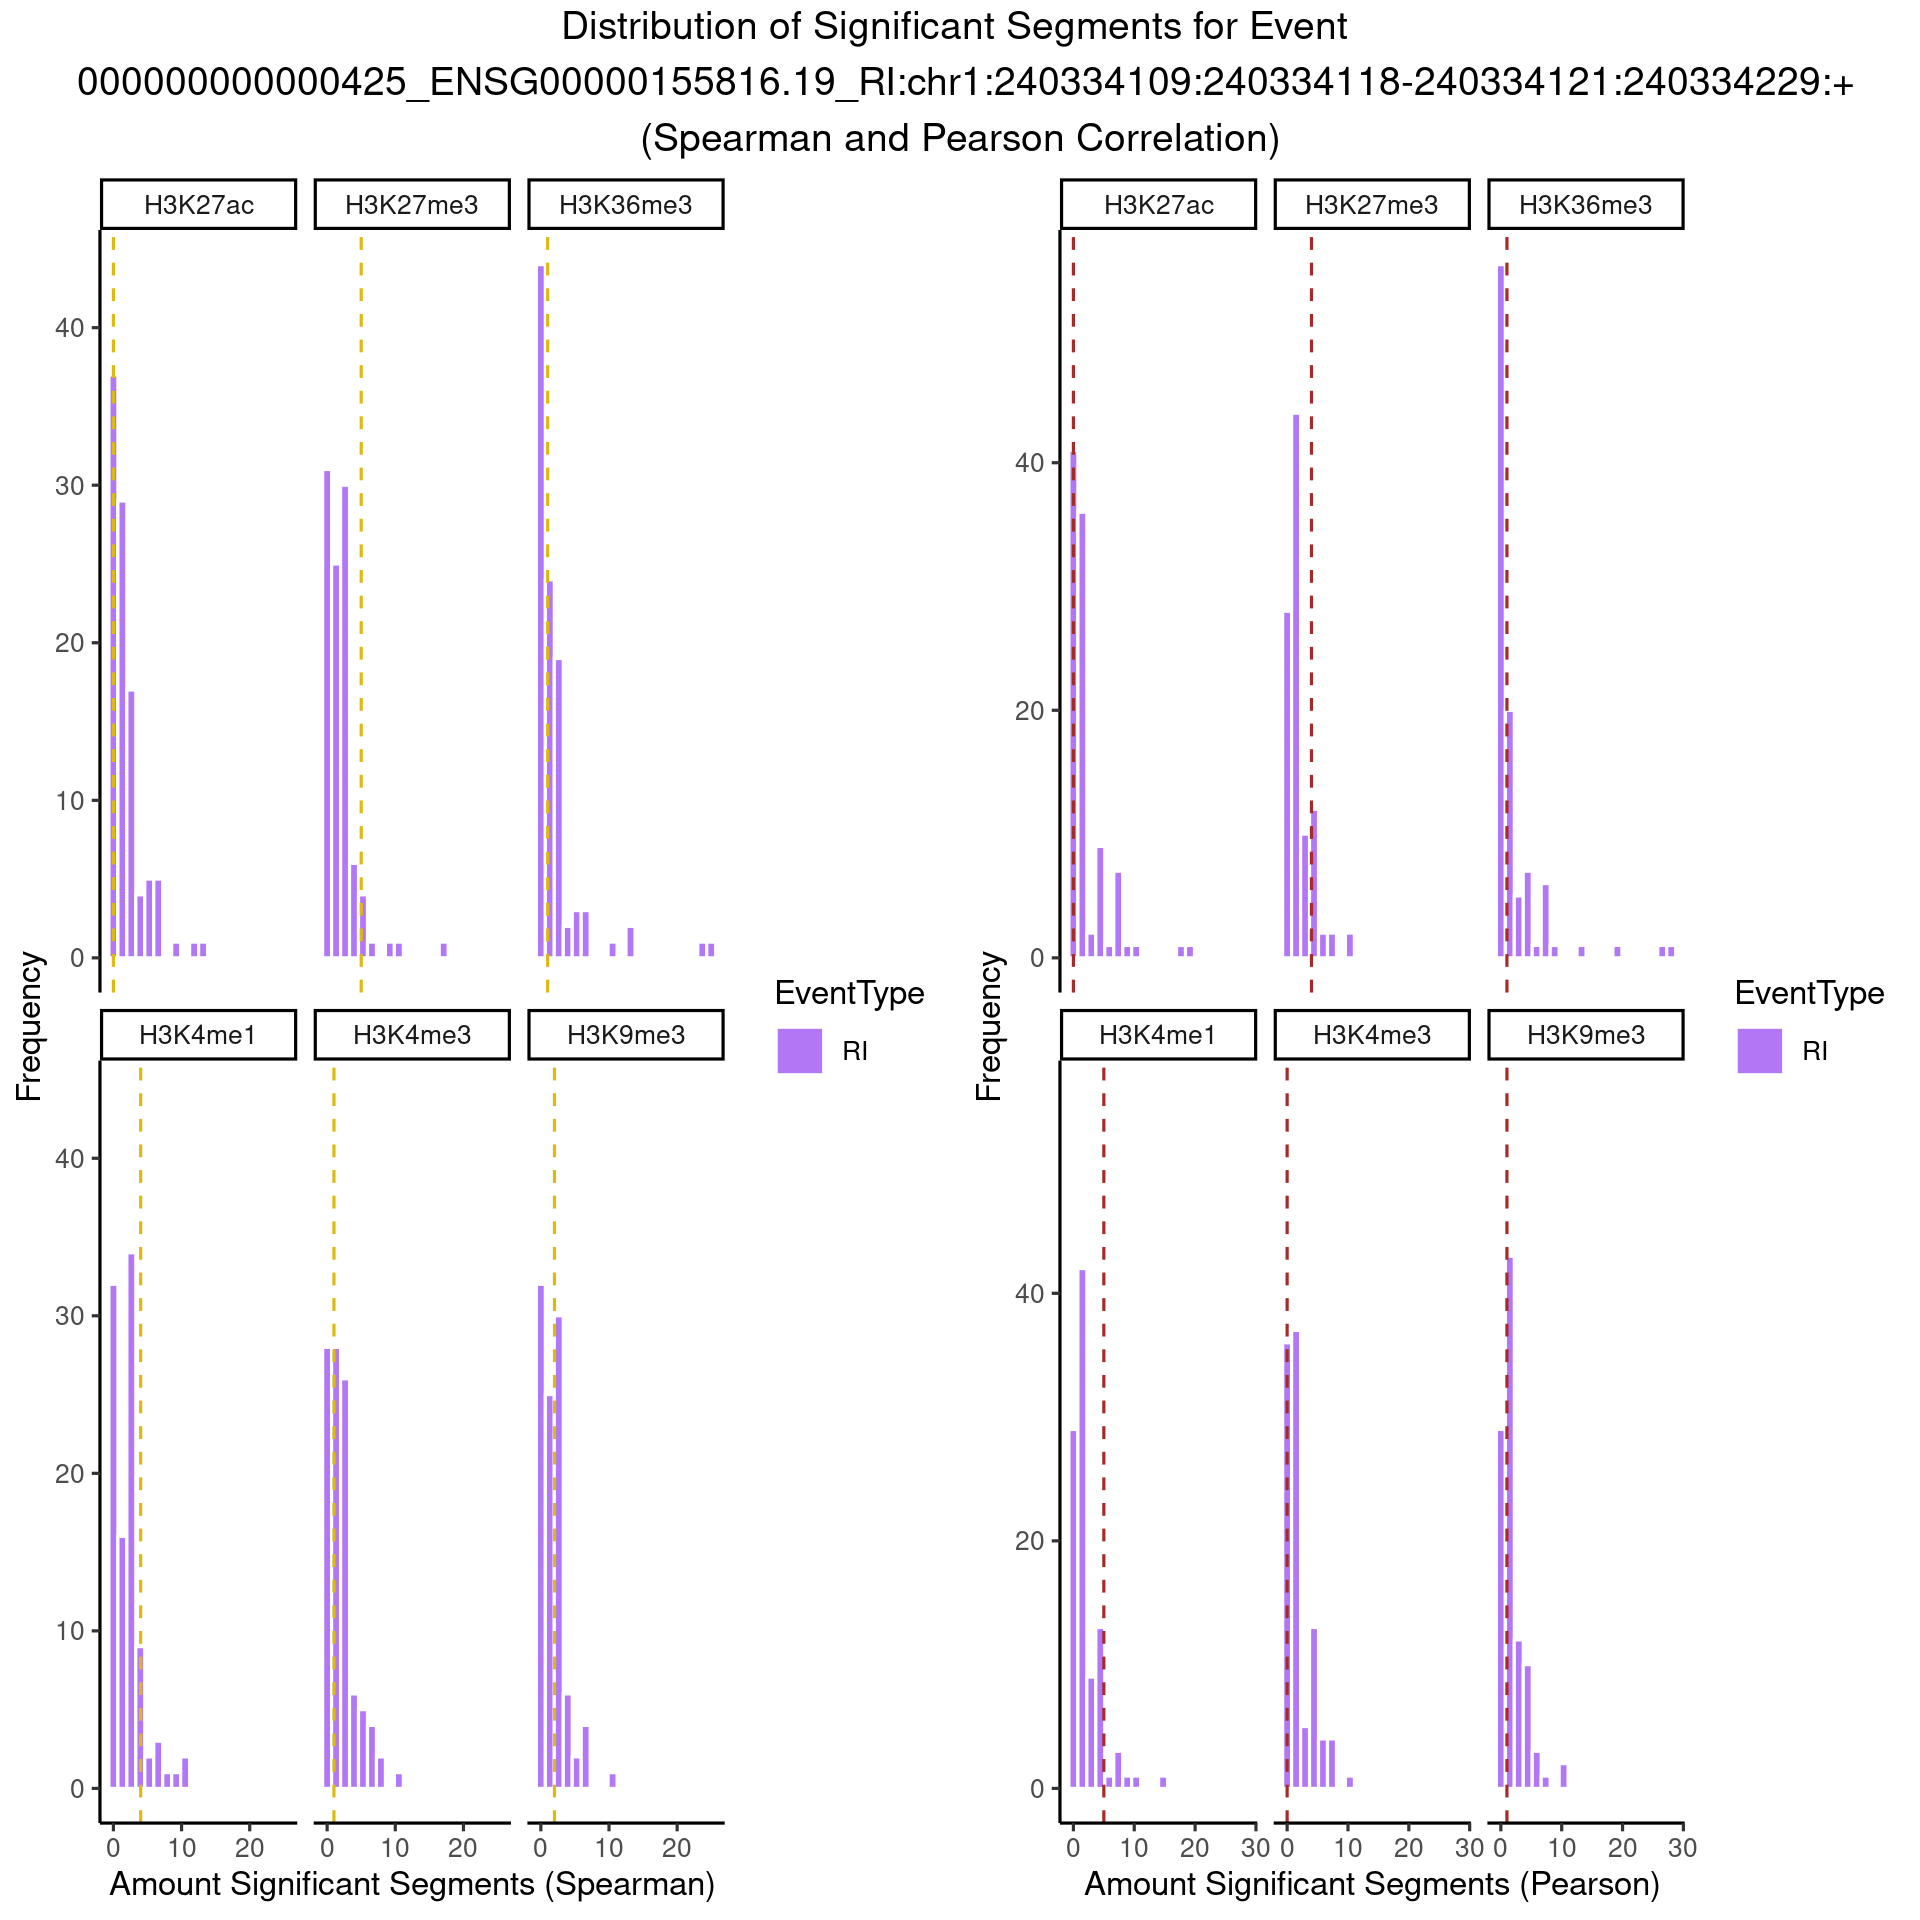 Distribution of Significant Segments for Event
000000000000425_ENSG00000155816.19_RI:chr1:240334109:240334118-240334121:240334229:+
(Spearman and Pearson Correlation)
H3K27ac H3K27me3 H3K36me3
40
30
20
10
0
H3K4me1 H3K4me3 H3K9me3
40
30
20
10
0
0 10 20 0 10 20 0 10 20
Frequency
Amount Significant Segments (Spearman)
EventType
RI
H3K27ac H3K27me3 H3K36me3
40
20
0
H3K4me1 H3K4me3 H3K9me3
40
20
0
0 10 20 30 0 10 20 30 0 10 20 30
Frequency
Amount Significant Segments (Pearson)
EventType
RI